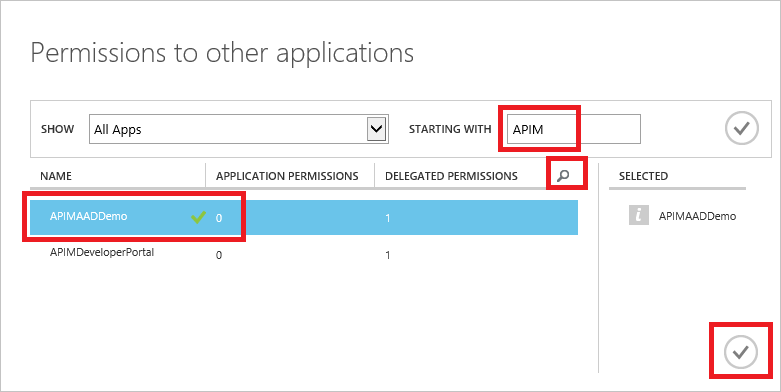 Permissions to other applications
SHOW All Apps STARTING WITH APIM
NAME APPLICATION PERMISSIONS DELEGATED PERMISSIONS SELECTED
APIMAADDemo 0 1 APIMAADDemo
APIMDeveloperPortal 0 1